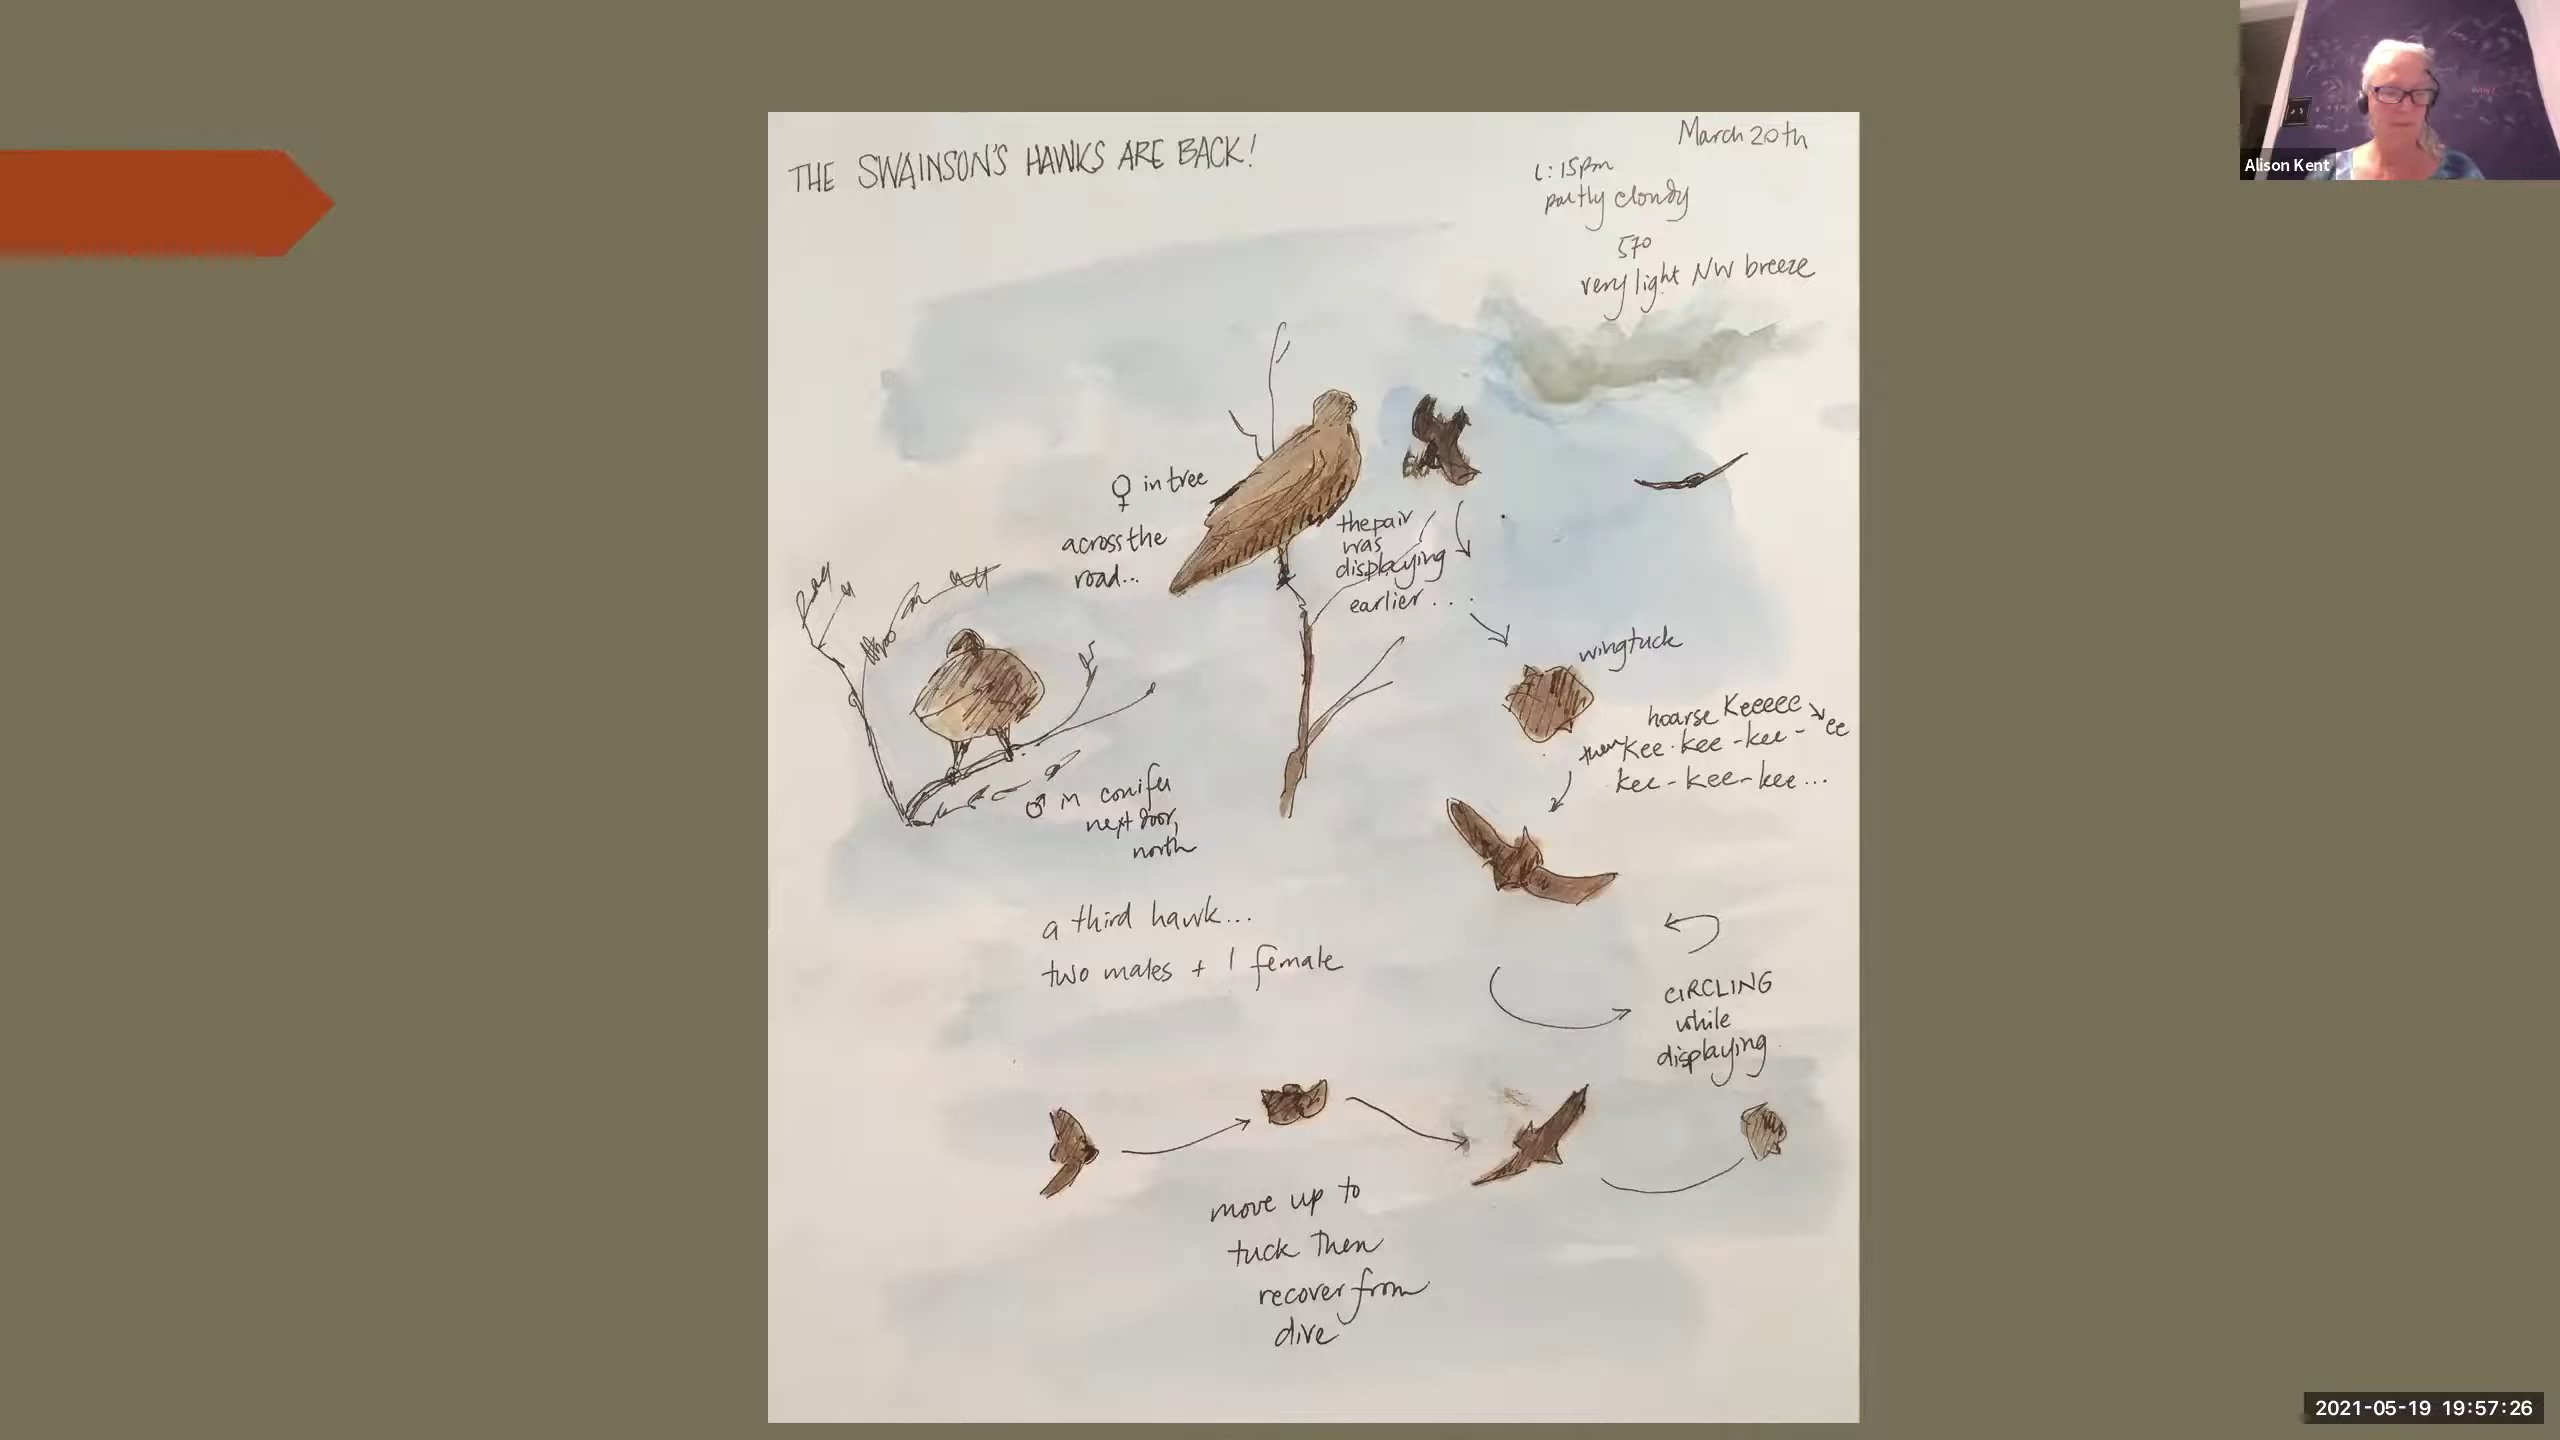 THE SWAINSON'S HAWKS ARE BACK!
March 20th
1:15pm
partly cloudy
570
very light NW breeze
♀ in tree
across the
road...
the pair
was
displaying
earlier...
wingtuck
hoarse Keeeee ee
then Kee-kee-kee-
kee-kee-kee...
♂ in conifer
next door,
north
a third hawk...
two males + 1 female
CIRCLING
while
displaying
move up to
tuck then
recover from
dive
Alison Kent
2021-05-19 19:57:26